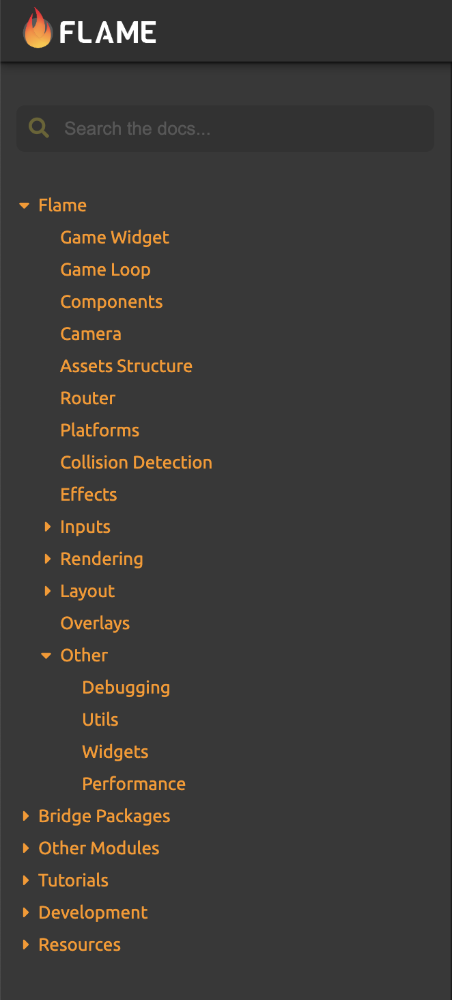 FLAME
Search the docs...
Flame
Game Widget
Game Loop
Components
Camera
Assets Structure
Router
Platforms
Collision Detection
Effects
Inputs
Rendering
Layout
Overlays
Other
Debugging
Utils
Widgets
Performance
Bridge Packages
Other Modules
Tutorials
Development
Resources